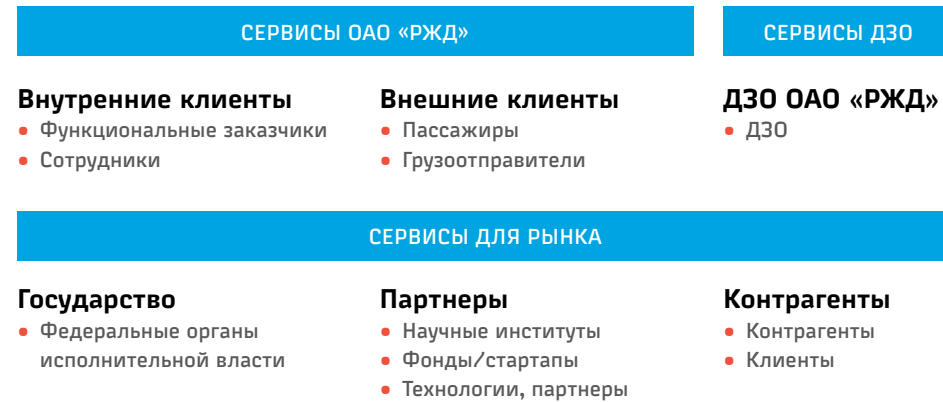 СЕРВИСЫ ОАО «РЖД»
СЕРВИСЫ ДЗО
Внутренние клиенты
• Функциональные заказчики
• Сотрудники
Внешние клиенты
• Пассажиры
• Грузоотправители
ДЗО ОАО «РЖД»
• ДЗО
СЕРВИСЫ ДЛЯ РЫНКА
Государство
• Федеральные органы
исполнительной власти
Партнеры
• Научные институты
• Фонды/стартапы
• Технологии, партнеры
Контрагенты
• Контрагенты
• Клиенты